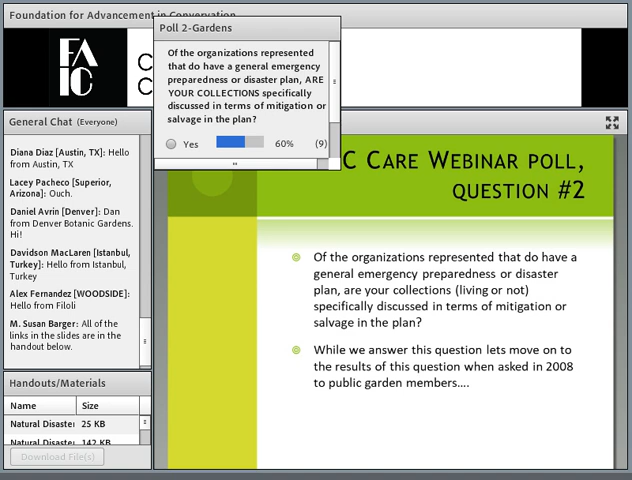 Foundation for Advancement in Conservation
Poll 2-Gardens
Of the organizations represented
that do have a general emergency
preparedness or disaster plan, ARE
YOUR COLLECTIONS specifically
discussed in terms of mitigation or
salvage in the plan?
Yes 60% (9)
FAIC
C
C
General Chat (Everyone)
Diana Diaz [Austin, TX]: Hello
from Austin, TX
Lacey Pacheco [Superior,
Arizona]: Ouch.
Daniel Avrin [Denver]: Dan
from Denver Botanic Gardens.
Hi!
Davidson MacLaren [Istanbul,
Turkey]: Hello from Istanbul,
Turkey
Alex Fernandez [WOODSIDE]:
Hello from Filoli
M. Susan Barger: All of the
links in the slides are in the
handout below.
Handouts/Materials
Name Size
Natural Disaste 25 KB
Natural Disaste 142 KB
Download File(s)
C CARE WEBINAR POLL,
QUESTION #2
Of the organizations represented that do have a
general emergency preparedness or disaster
plan, are your collections (living or not)
specifically discussed in terms of mitigation or
salvage in the plan?
While we answer this question lets move on to
the results of this question when asked in 2008
to public garden members....